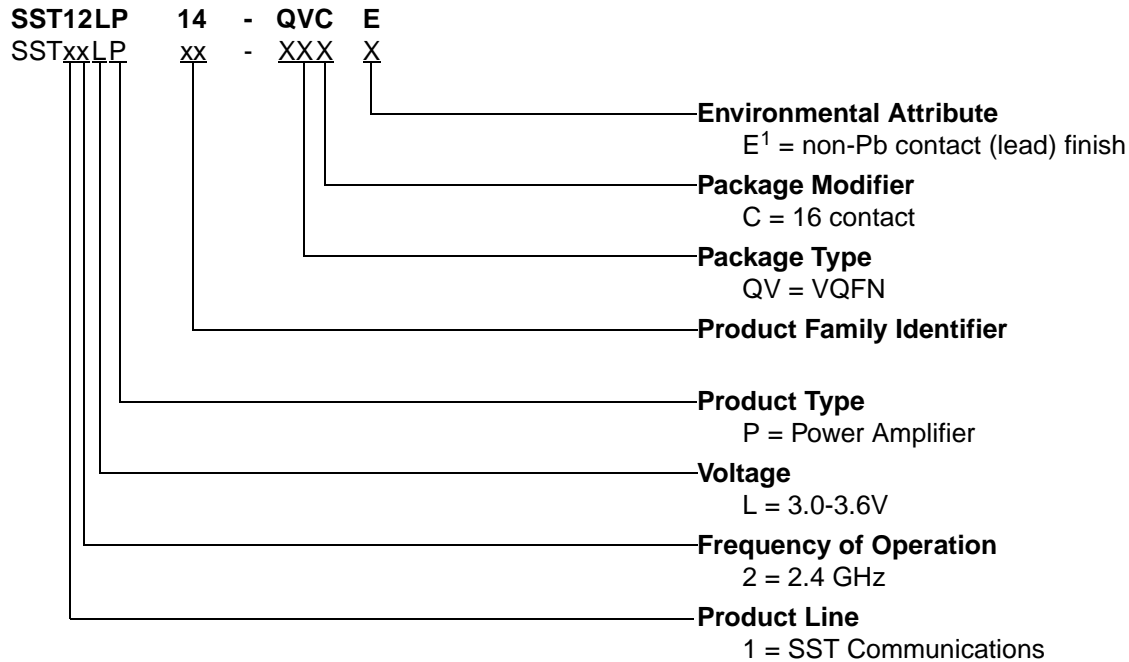 SST12LP 14 - QVC E
SSTxxLP xx - XXX X
Environmental Attribute
E1 = non-Pb contact (lead) finish
Package Modifier
C = 16 contact
Package Type
QV = VQFN
Product Family Identifier
Product Type
P = Power Amplifier
Voltage
L = 3.0-3.6V
Frequency of Operation
2 = 2.4 GHz
Product Line
1 = SST Communications